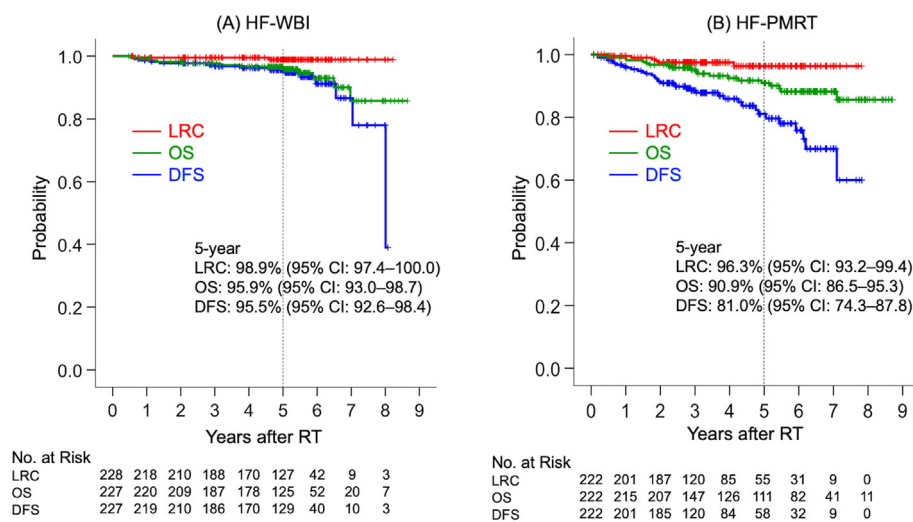 (A) HF-WBI
1.0
0.8
0.6
0.4
0.2
0.0
Probability
LRC
OS
DFS
5-year
LRC: 98.9% (95% CI: 97.4–100.0)
OS: 95.9% (95% CI: 93.0–98.7)
DFS: 95.5% (95% CI: 92.6–98.4)
0 1 2 3 4 5 6 7 8 9
Years after RT
No. at Risk
LRC 228 218 210 188 170 127 42 9 3
OS 227 220 209 187 178 125 52 20 7
DFS 227 219 210 186 170 129 40 10 3
(B) HF-PMRT
1.0
0.8
0.6
0.4
0.2
0.0
Probability
LRC
OS
DFS
5-year
LRC: 96.3% (95% CI: 93.2–99.4)
OS: 90.9% (95% CI: 86.5–95.3)
DFS: 81.0% (95% CI: 74.3–87.8)
0 1 2 3 4 5 6 7 8 9
Years after RT
No. at Risk
LRC 222 201 187 120 85 55 31 9 0
OS 222 215 207 147 126 111 82 41 11
DFS 222 201 185 120 84 58 32 9 0